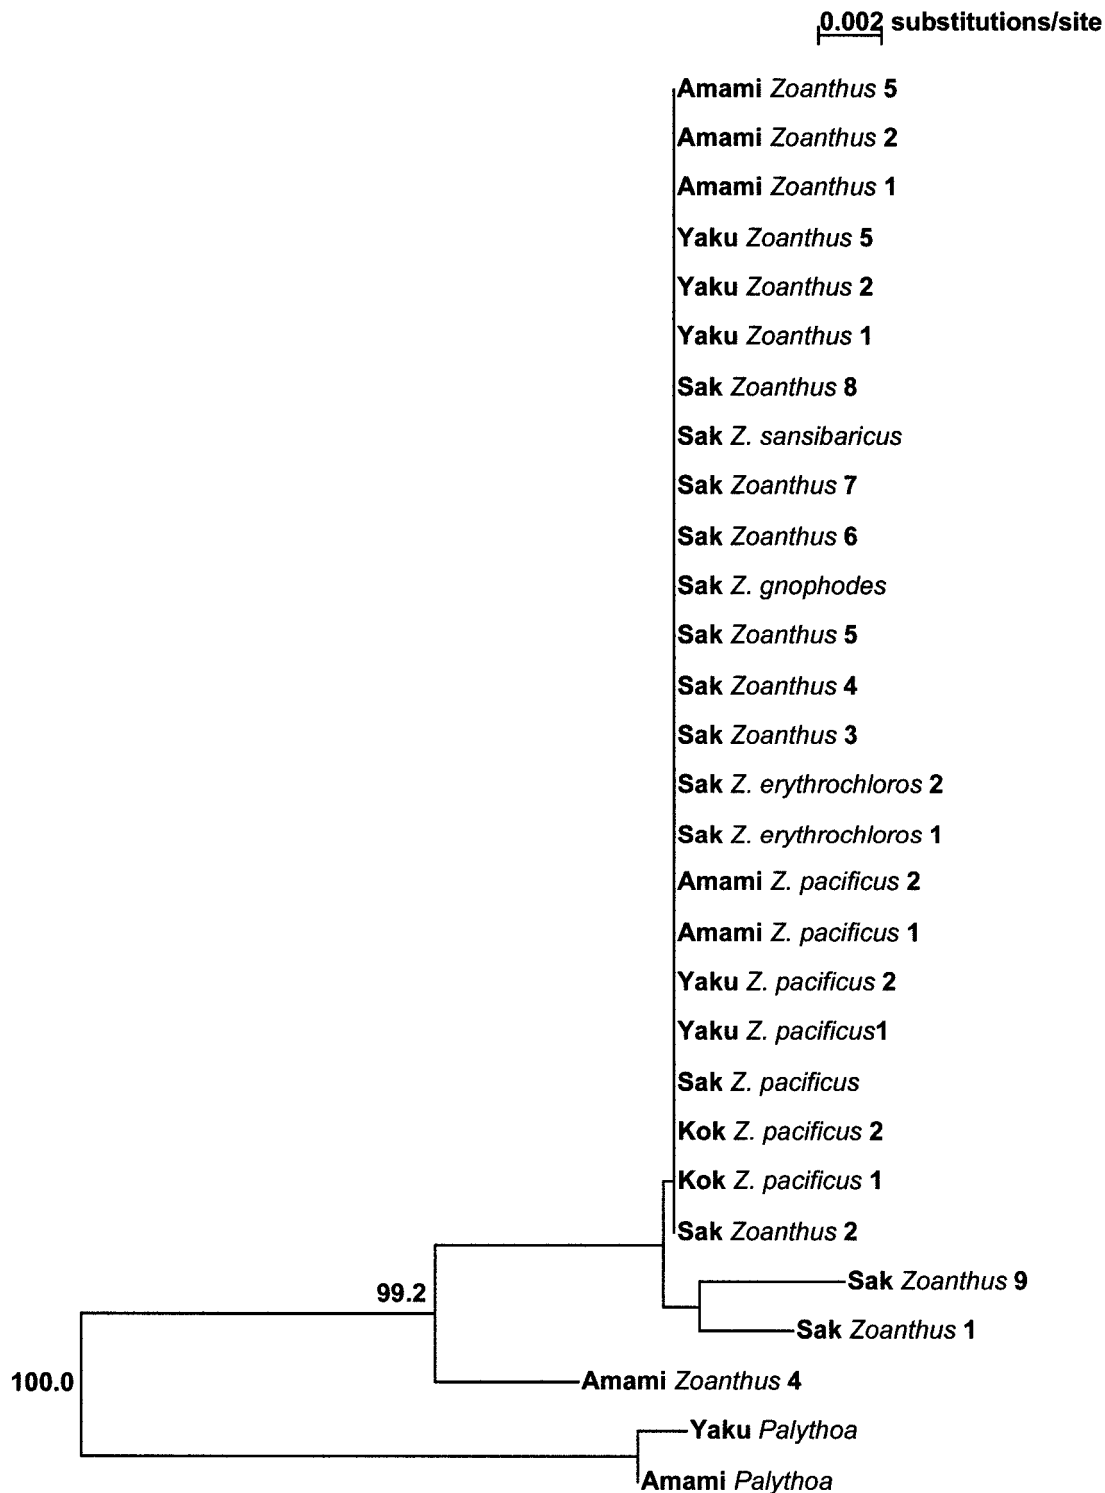 0.002 substitutions/site
Amami Zoanthus 5
Amami Zoanthus 2
Amami Zoanthus 1
Yaku Zoanthus 5
Yaku Zoanthus 2
Yaku Zoanthus 1
Sak Zoanthus 8
Sak Z. sansibaricus
Sak Zoanthus 7
Sak Zoanthus 6
Sak Z. gnophodes
Sak Zoanthus 5
Sak Zoanthus 4
Sak Zoanthus 3
Sak Z. erythrochloros 2
Sak Z. erythrochloros 1
Amami Z. pacificus 2
Amami Z. pacificus 1
Yaku Z. pacificus 2
Yaku Z. pacificus1
Sak Z. pacificus
Kok Z. pacificus 2
Kok Z. pacificus 1
Sak Zoanthus 2
Sak Zoanthus 9
99.2
Sak Zoanthus 1
Amami Zoanthus 4
100.0
Yaku Palythoa
Amami Palythoa